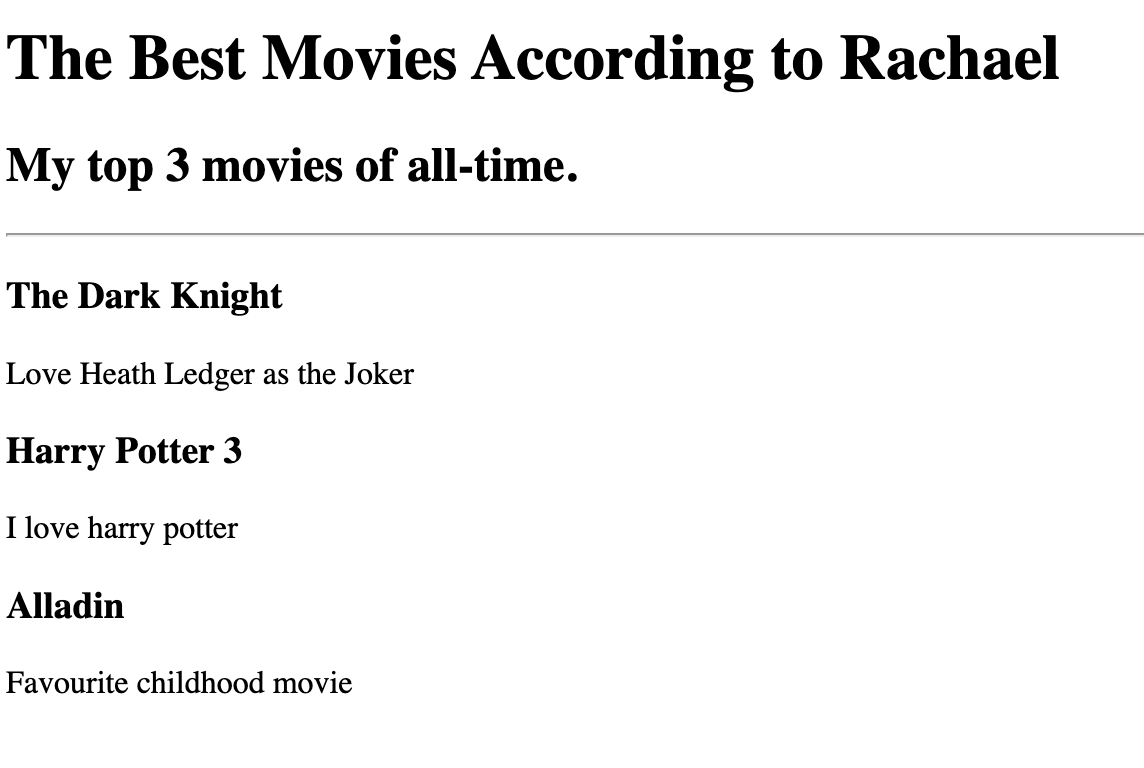 The Best Movies According to Rachael
My top 3 movies of all-time.
The Dark Knight
Love Heath Ledger as the Joker
Harry Potter 3
I love harry potter
Alladin
Favourite childhood movie